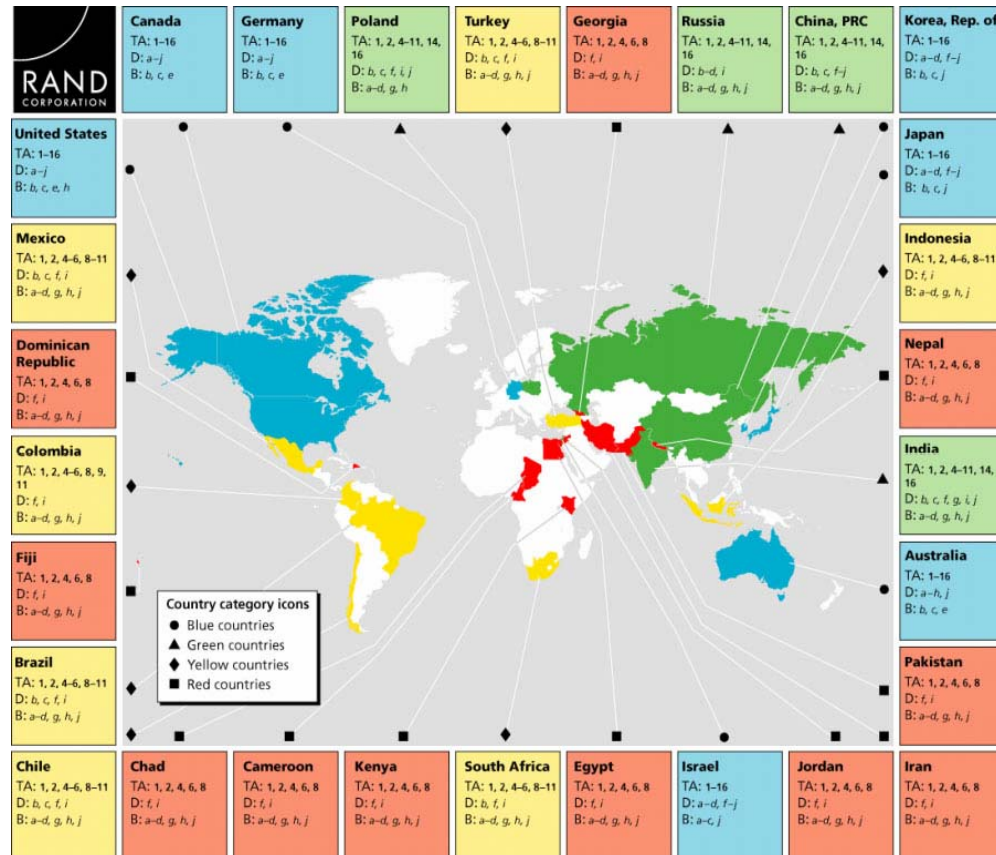 RAND
CORPORATION
Canada
TA: 1–16
D: a–j
B: b, c, e
Germany
TA: 1–16
D: a–j
B: b, c, e
Poland
TA: 1, 2, 4–11, 14,
16
D: b, c, f, i, j
B: a–d, g, h
Turkey
TA: 1, 2, 4–6, 8–11
D: b, c, f, i
B: a–d, g, h, j
Georgia
TA: 1, 2, 4, 6, 8
D: f, i
B: a–d, g, h, j
Russia
TA: 1, 2, 4–11, 14,
16
D: b–d, i
B: a–d, g, h, j
China, PRC
TA: 1, 2, 4–11, 14,
16
D: b, c, f–j
B: a–d, g, h, j
Korea, Rep. of
TA: 1–16
D: a–d, f–j
B: b, c, j
United States
TA: 1–16
D: a–j
B: b, c, e, h
Japan
TA: 1–16
D: a–d, f–j
B: b, c, j
Mexico
TA: 1, 2, 4–6, 8–11
D: b, c, f, i
B: a–d, g, h, j
Indonesia
TA: 1, 2, 4–6, 8–11
D: f, i
B: a–d, g, h, j
Dominican
Republic
TA: 1, 2, 4, 6, 8
D: f, i
B: a–d, g, h, j
Nepal
TA: 1, 2, 4, 6, 8
D: f, i
B: a–d, g, h, j
Colombia
TA: 1, 2, 4–6, 8, 9,
11
D: f, i
B: a–d, g, h, j
India
TA: 1, 2, 4–11, 14,
16
D: b, c, f, g, i, j
B: a–d, g, h, j
Fiji
TA: 1, 2, 4, 6, 8
D: f, i
B: a–d, g, h, j
Australia
TA: 1–16
D: a–h, j
B: b, c, e
Country category icons
Blue countries
Green countries
Yellow countries
Red countries
Brazil
TA: 1, 2, 4–6, 8–11
D: b, c, f, i
B: a–d, g, h, j
Pakistan
TA: 1, 2, 4, 6, 8
D: f, i
B: a–d, g, h, j
Chile
TA: 1, 2, 4–6, 8–11
D: b, c, f, i
B: a–d, g, h, j
Chad
TA: 1, 2, 4, 6, 8
D: f, i
B: a–d, g, h, j
Cameroon
TA: 1, 2, 4, 6, 8
D: f, i
B: a–d, g, h, j
Kenya
TA: 1, 2, 4, 6, 8
D: f, i
B: a–d, g, h, j
South Africa
TA: 1, 2, 4–6, 8–11
D: b, f, i
B: a–d, g, h, j
Egypt
TA: 1, 2, 4, 6, 8
D: f, i
B: a–d, g, h, j
Israel
TA: 1–16
D: a–d, f–j
B: a–c, j
Jordan
TA: 1, 2, 4, 6, 8
D: f, i
B: a–d, g, h, j
Iran
TA: 1, 2, 4, 6, 8
D: f, i
B: a–d, g, h, j